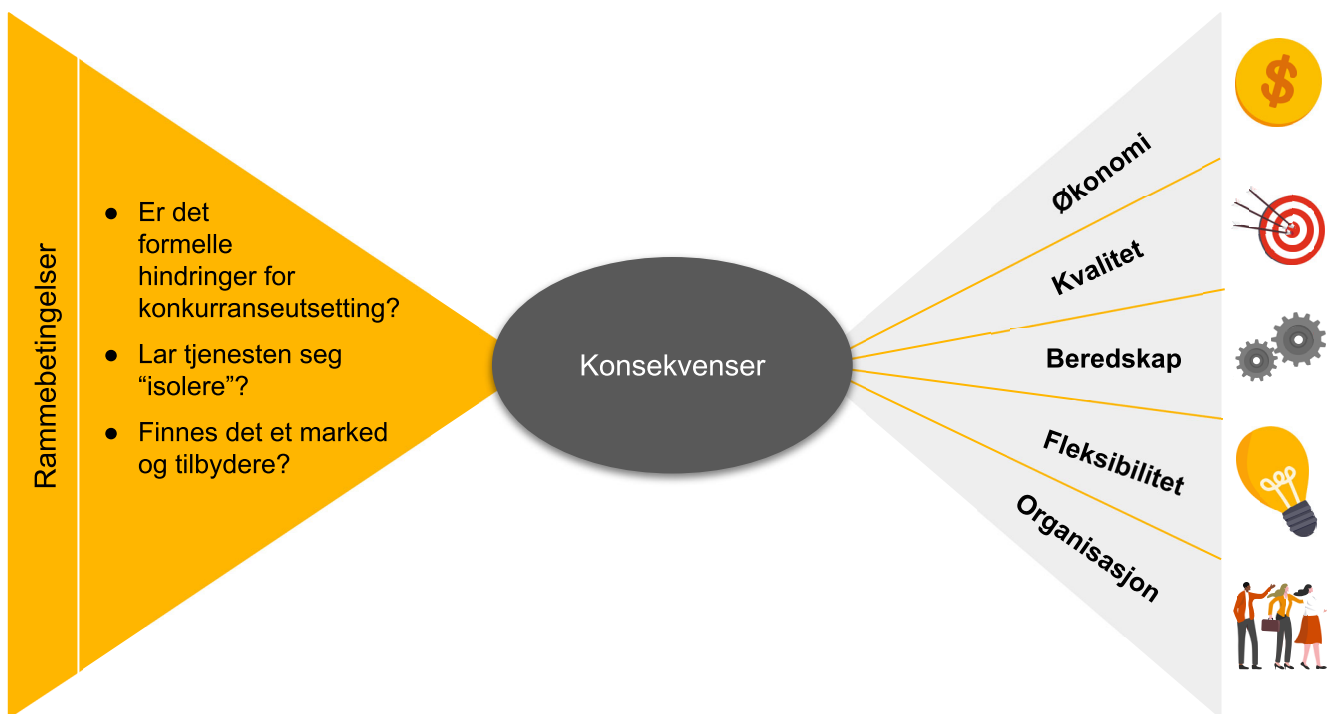 Rammebetingelser
● Er det
formelle
hindringer for
konkurranseutsetting?
● Lar tjenesten seg
“isolere”?
● Finnes det et marked
og tilbydere?
Konsekvenser
Økonomi
Kvalitet
Beredskap
Fleksibilitet
Organisasjon
$